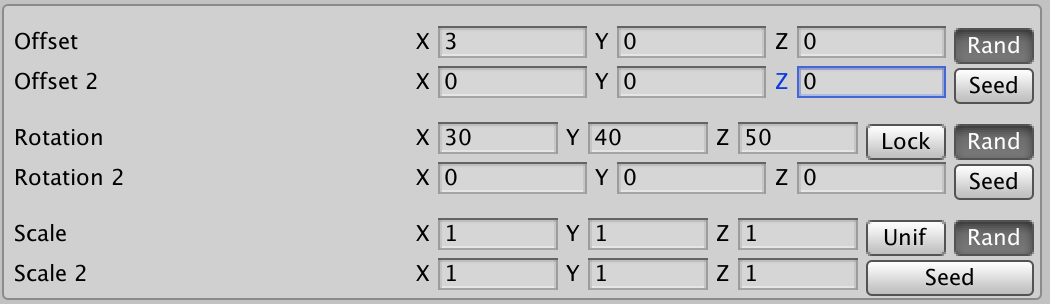 Offset X 3 Y 0 Z 0 Rand
Offset 2 X 0 Y 0 Z 0 Seed
Rotation X 30 Y 40 Z 50 Lock Rand
Rotation 2 X 0 Y 0 Z 0 Seed
Scale X 1 Y 1 Z 1 Unif Rand
Scale 2 X 1 Y 1 Z 1 Seed